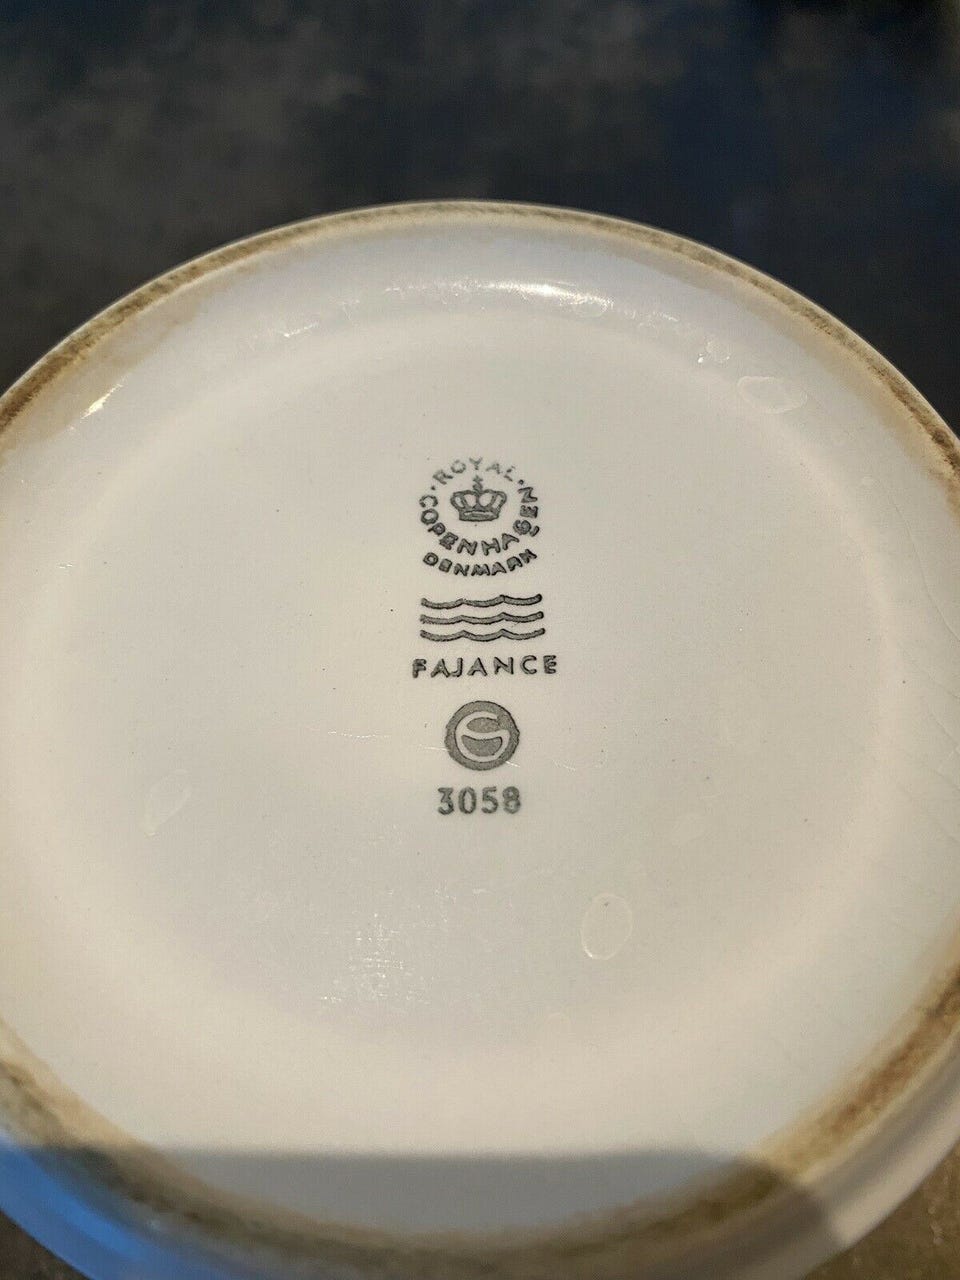 ROYAL
COPENHAGEN
DENMARK
FAJANCE
3058